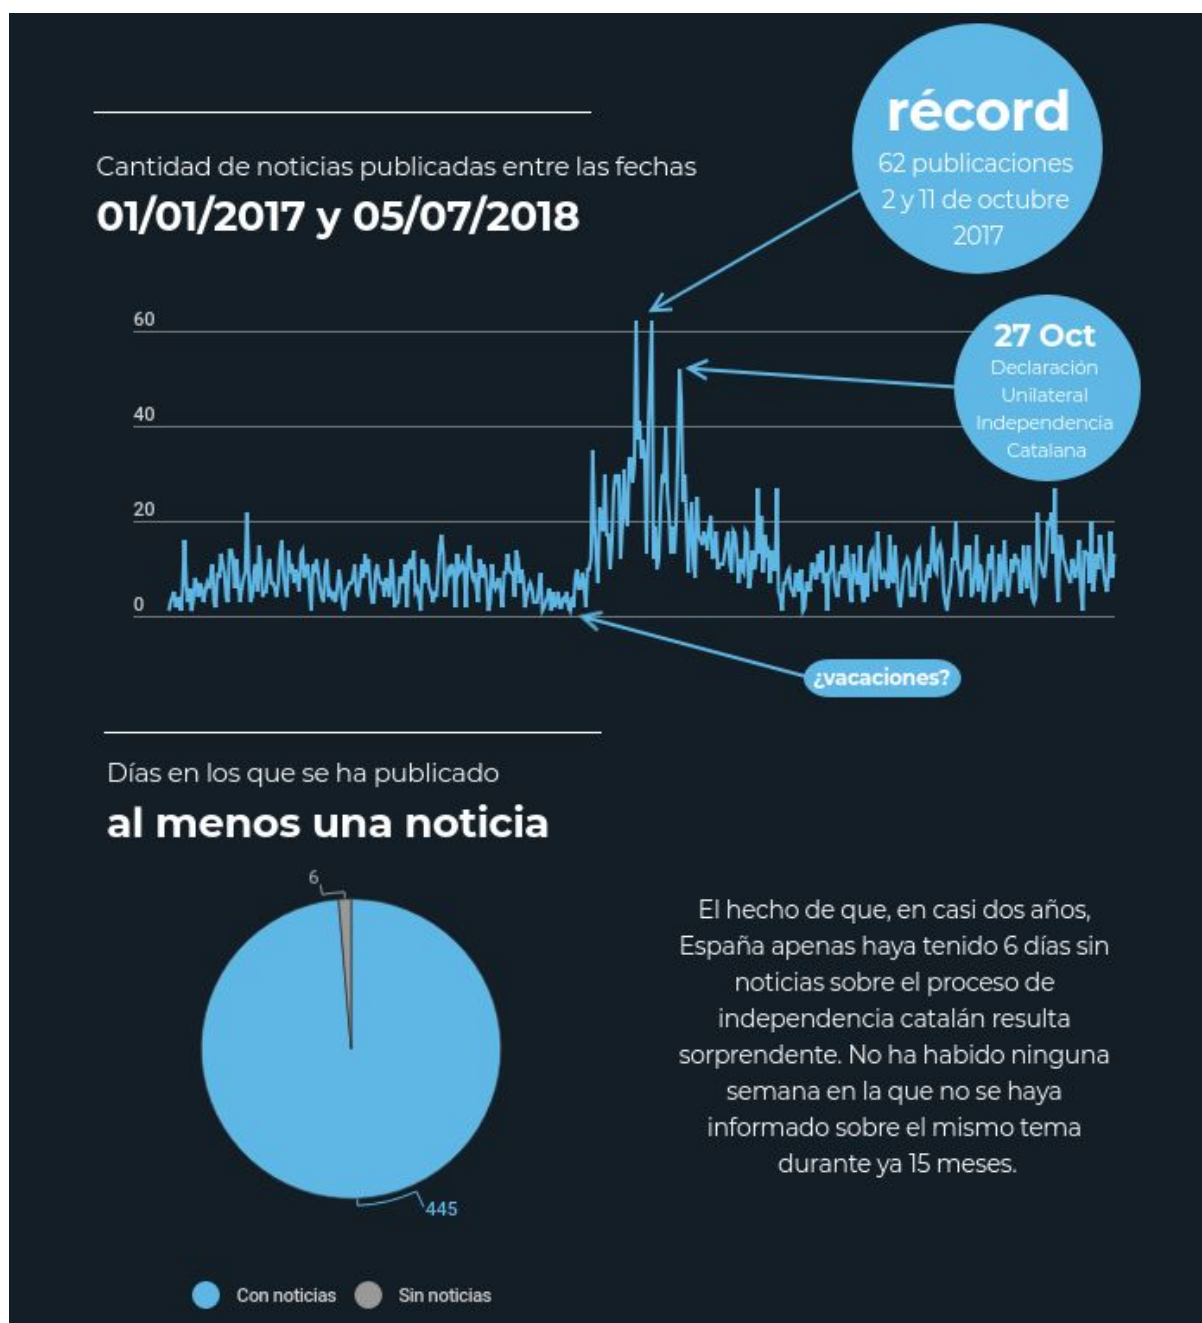 récord
62 publicaciones
2 y 11 de octubre
2017
Cantidad de noticias publicadas entre las fechas
01/01/2017 y 05/07/2018
60
40
20
0
27 Oct
Declaración
Unilateral
Independencia
Catalana
¿vacaciones?
Días en los que se ha publicado
al menos una noticia
6
445
Con noticias
Sin noticias
El hecho de que, en casi dos años,
España apenas haya tenido 6 días sin
noticias sobre el proceso de
independencia catalán resulta
sorprendente. No ha habido ninguna
semana en la que no se haya
informado sobre el mismo tema
durante ya 15 meses.